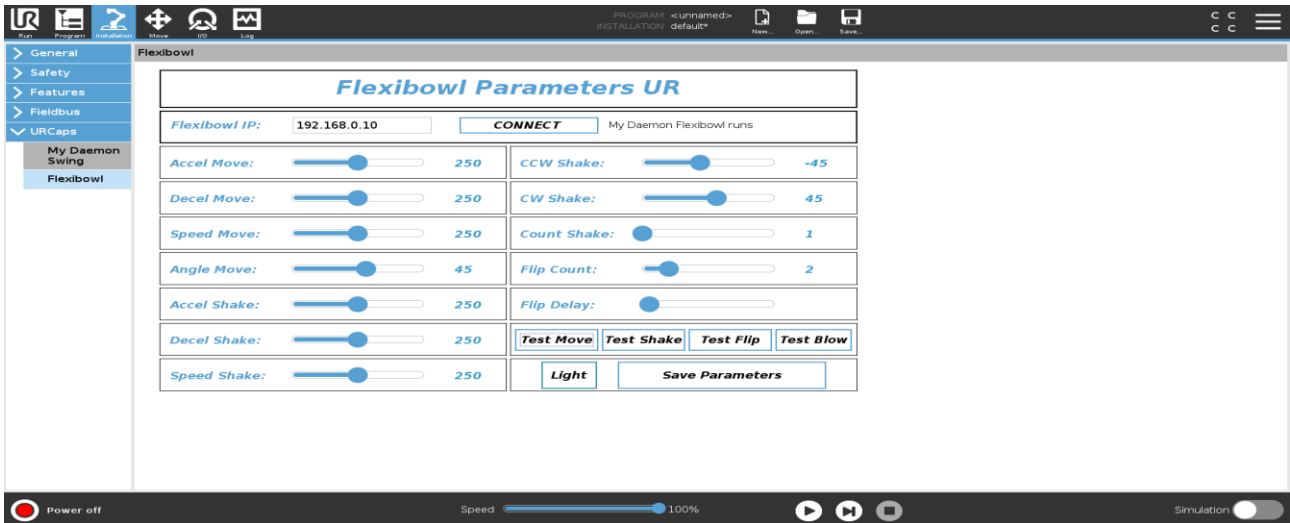 UR
PROGRAM <unnamed>
INSTALLATION default*
Run Program Installation Move I/O Log New... Open... Save...
C C
C C
General
Safety
Features
Fieldbus
URCaps
My Daemon
Swing
Flexibowl
Flexibowl
Flexibowl Parameters UR
Flexibowl IP: 192.168.0.10 CONNECT My Daemon Flexibowl runs
Accel Move: 250 CCW Shake: -45
Decel Move: 250 CW Shake: 45
Speed Move: 250 Count Shake: 1
Angle Move: 45 Flip Count: 2
Accel Shake: 250 Flip Delay:
Decel Shake: 250 Test Move Test Shake Test Flip Test Blow
Speed Shake: 250 Light Save Parameters
Power off Speed 100% Simulation